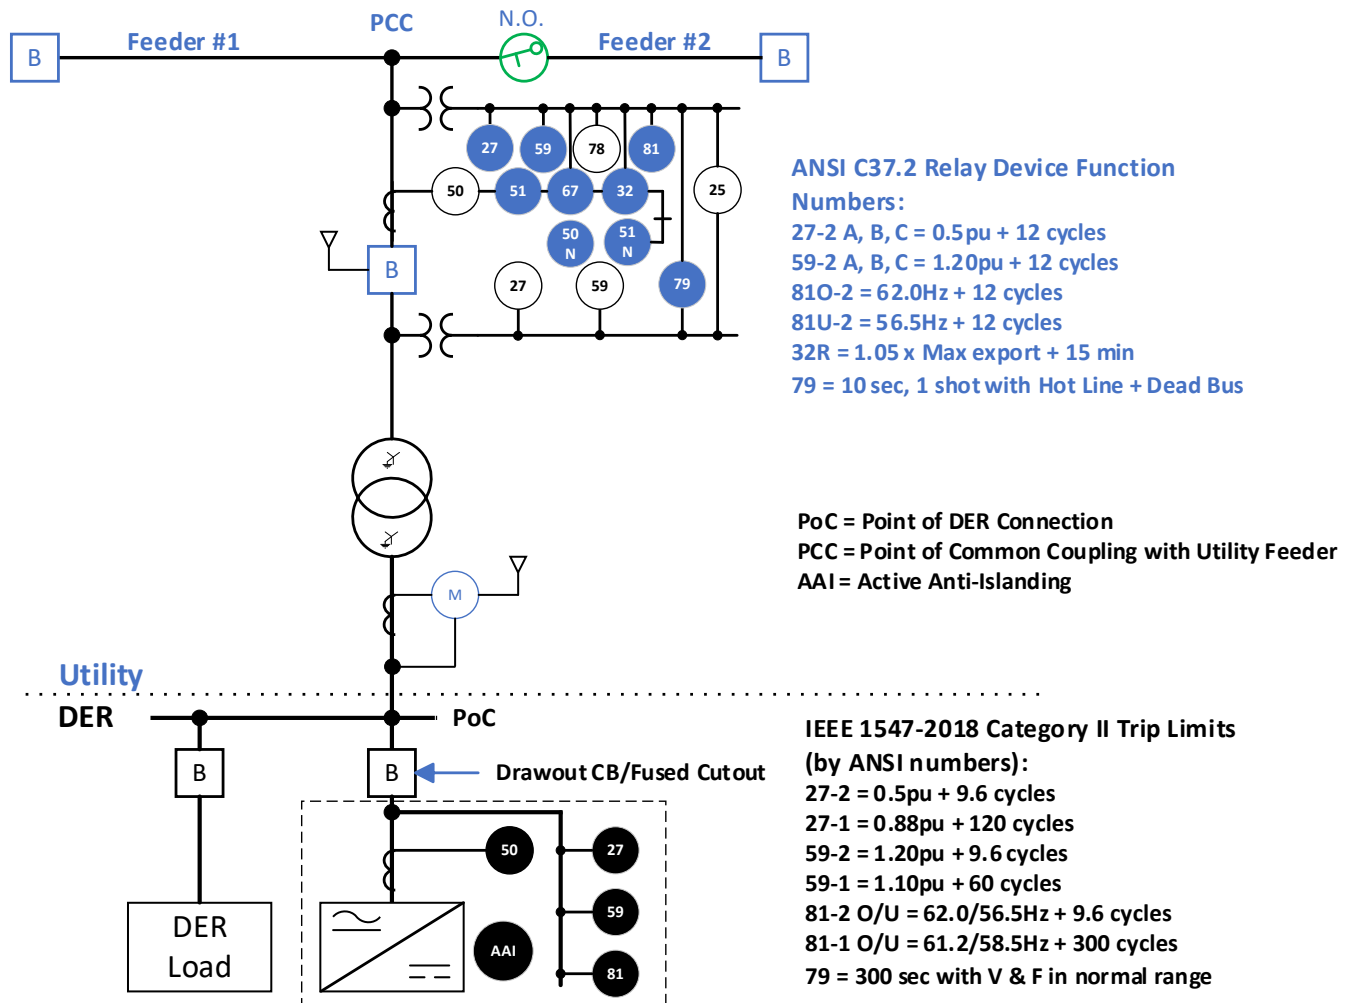 PCC
N.O.
Feeder #1
Feeder #2
B
B
27
59
78
81
50
51
67
32
25
50
N
51
N
B
27
59
79
ANSI C37.2 Relay Device Function
Numbers:
27-2 A, B, C = 0.5pu + 12 cycles
59-2 A, B, C = 1.20pu + 12 cycles
81O-2 = 62.0Hz + 12 cycles
81U-2 = 56.5Hz + 12 cycles
32R = 1.05 x Max export + 15 min
79 = 10 sec, 1 shot with Hot Line + Dead Bus
PoC = Point of DER Connection
PCC = Point of Common Coupling with Utility Feeder
AAI = Active Anti-Islanding
M
Utility
DER
PoC
B
B
Drawout CB/Fused Cutout
50
27
59
81
AAI
DER
Load
IEEE 1547-2018 Category II Trip Limits
(by ANSI numbers):
27-2 = 0.5pu + 9.6 cycles
27-1 = 0.88pu + 120 cycles
59-2 = 1.20pu + 9.6 cycles
59-1 = 1.10pu + 60 cycles
81-2 O/U = 62.0/56.5Hz + 9.6 cycles
81-1 O/U = 61.2/58.5Hz + 300 cycles
79 = 300 sec with V & F in normal range